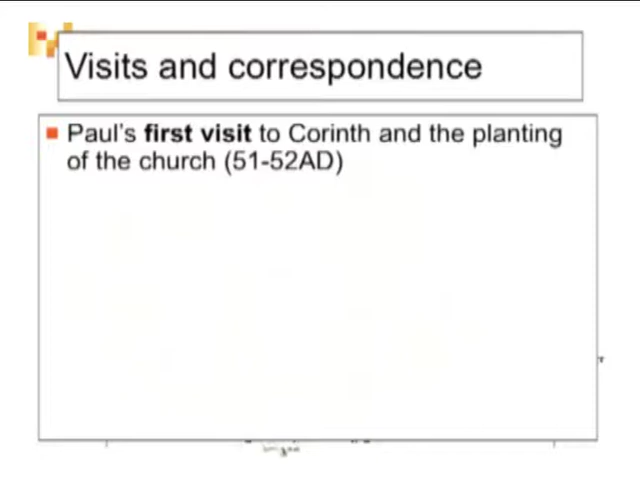 Visits and correspondence
Paul's first visit to Corinth and the planting
of the church (51-52AD)